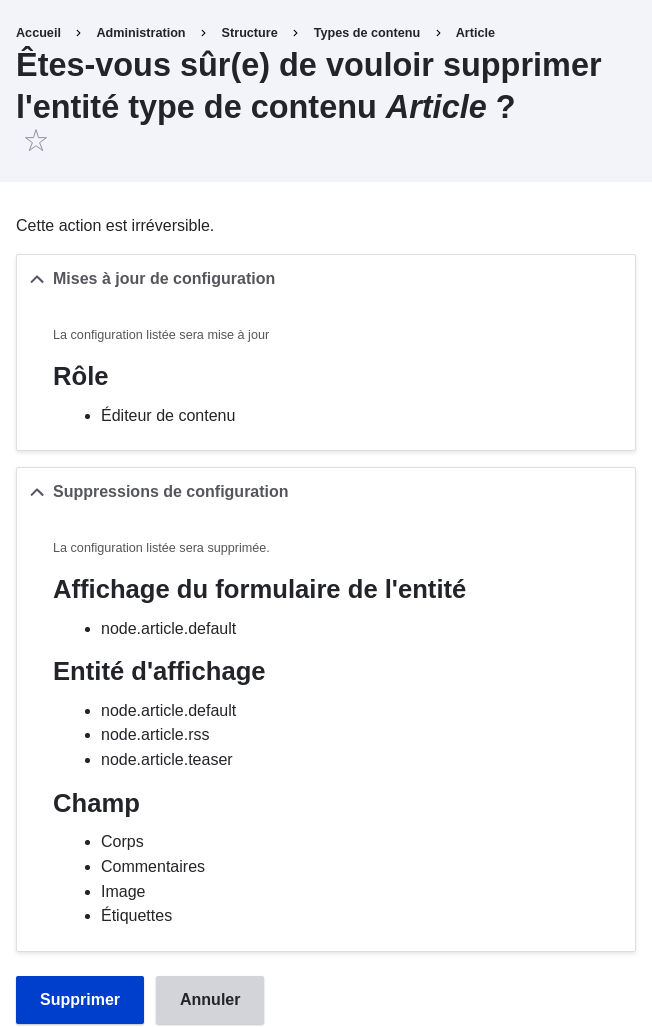 Accueil > Administration > Structure > Types de contenu > Article
Êtes-vous sûr(e) de vouloir supprimer
l'entité type de contenu Article ?
Cette action est irréversible.
Mises à jour de configuration
La configuration listée sera mise à jour
Rôle
• Éditeur de contenu
Suppressions de configuration
La configuration listée sera supprimée.
Affichage du formulaire de l'entité
• node.article.default
Entité d'affichage
• node.article.default
• node.article.rss
• node.article.teaser
Champ
• Corps
• Commentaires
• Image
• Étiquettes
Supprimer Annuler